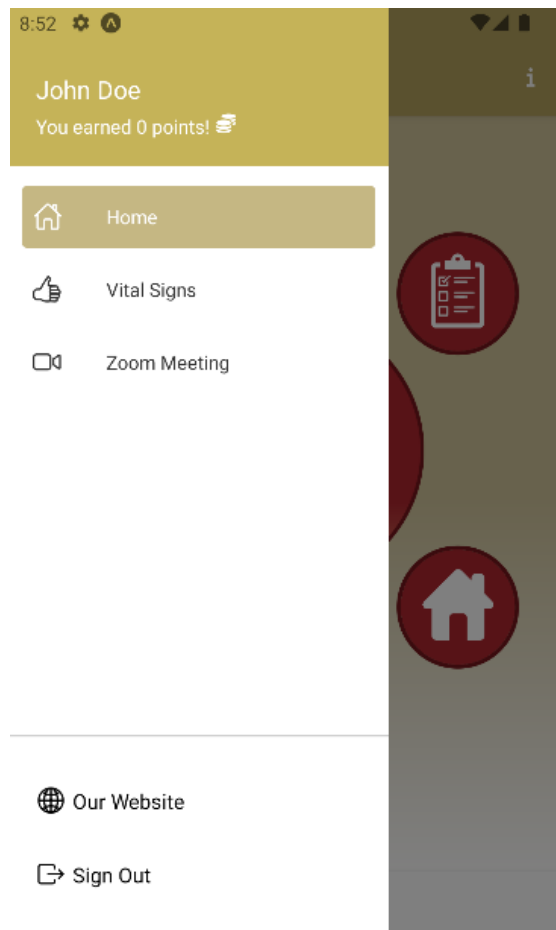 8:52
i
John Doe
You earned 0 points!
Home
Vital Signs
Zoom Meeting
Our Website
Sign Out